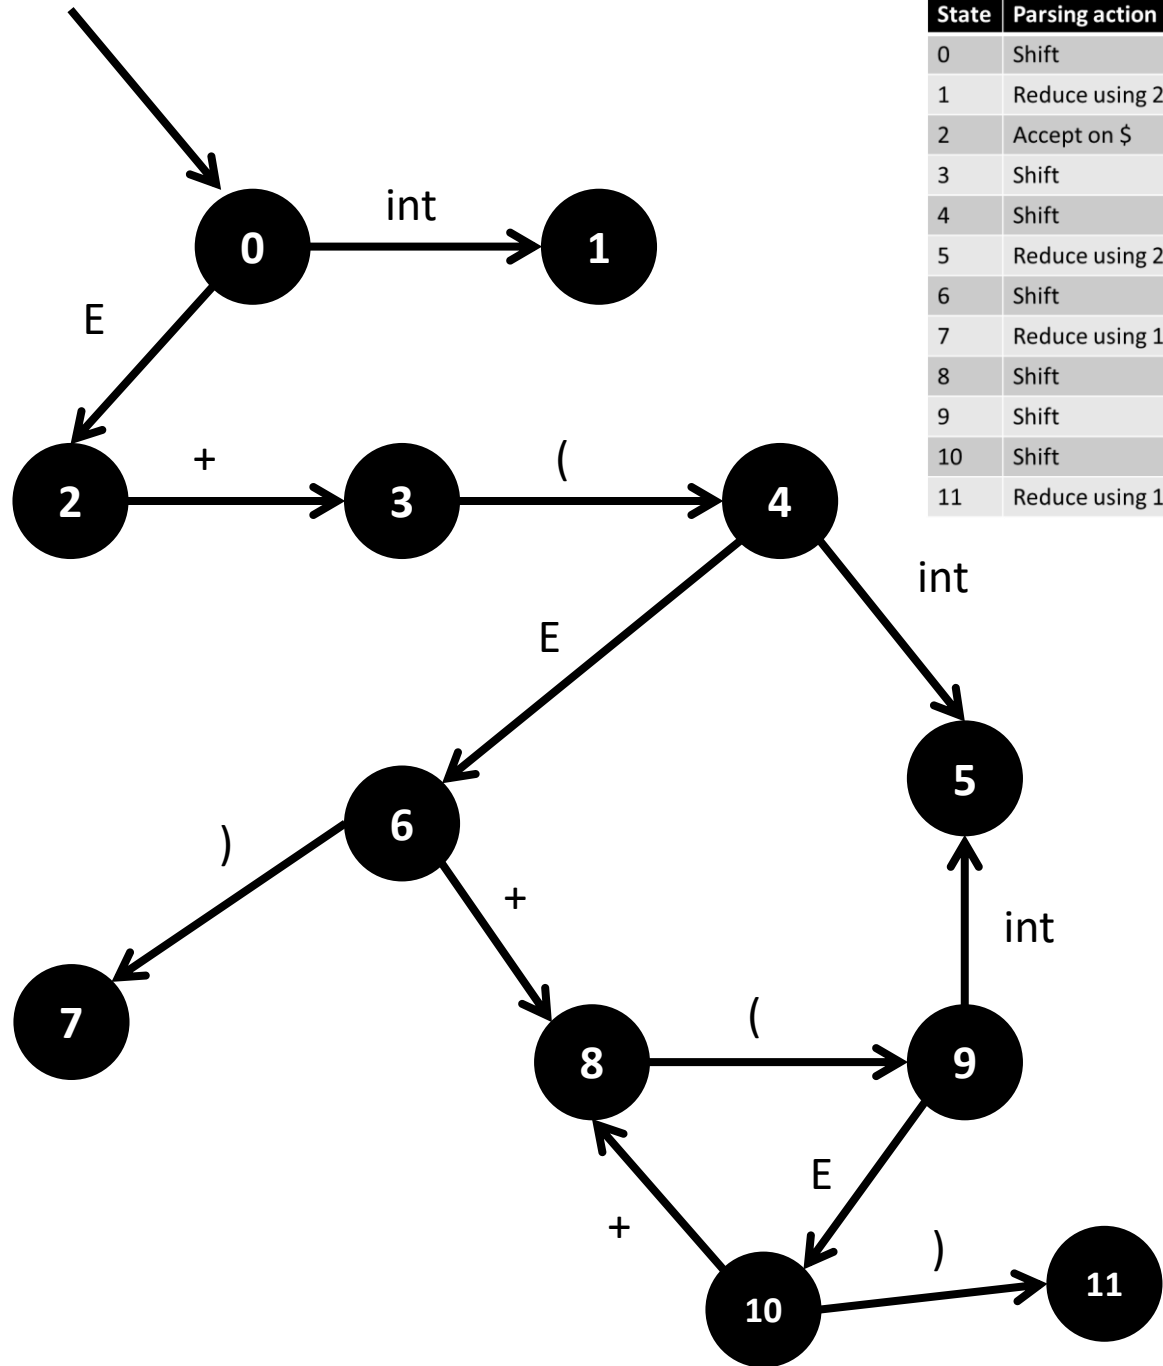 State Parsing action
0 Shift
1 Reduce using 2
2 Accept on $
3 Shift
4 Shift
5 Reduce using 2
6 Shift
7 Reduce using 1
8 Shift
9 Shift
10 Shift
11 Reduce using 1
int
0 1
E
+ (
2 3 4
int
E
5
6
)
+
int
7
(
8 9
E
+
)
10 11